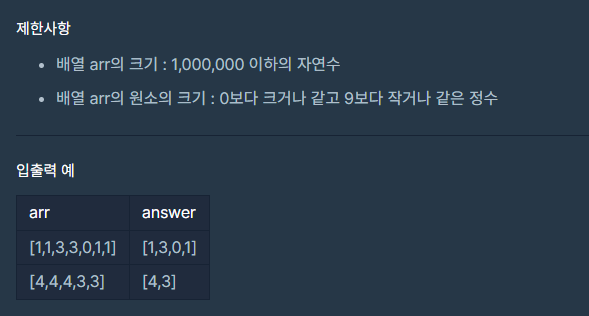 제한사항
배열 arr의 크기 : 1,000,000 이하의 자연수
배열 arr의 원소의 크기 : 0보다 크거나 같고 9보다 작거나 같은 정수
입출력 예
arr answer
[1,1,3,3,0,1,1] [1,3,0,1]
[4,4,4,3,3] [4,3]